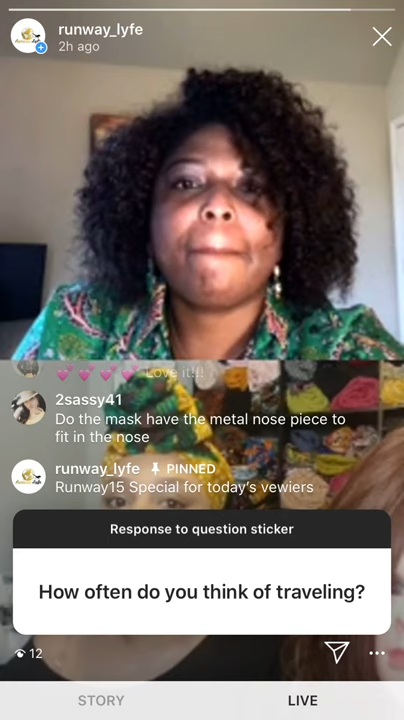 runway_lyfe
2h ago
Love it!!!
2sassy41
Do the mask have the metal nose piece to
fit in the nose
runway_lyfe PINNED
Runway15 Special for today's vewiers
Response to question sticker
How often do you think of traveling?
12
STORY
LIVE